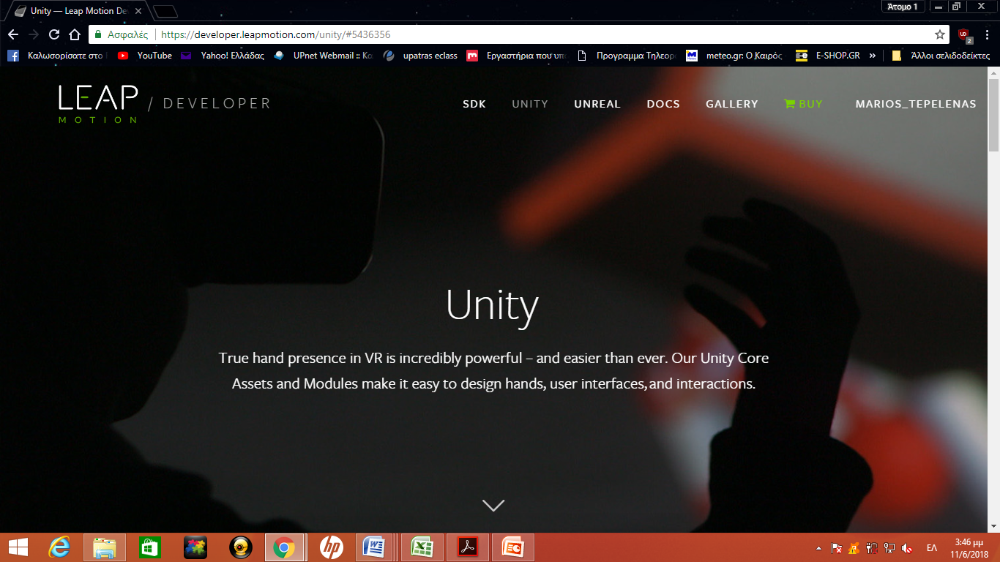 Unity — Leap Motion De
Άτομο 1
Ασφαλές
https://developer.leapmotion.com/unity/#5436356
Καλωσορίσατε στο
YouTube
Yahoo! Ελλάδας
UPnet Webmail :: Κα
upatras eclass
Εργαστήρια που υπ
Προγραμμα Τηλεορ
meteo.gr: Ο Καιρός
E-SHOP.GR
»
Άλλοι σελιδοδείκτες
LEAP
MOTION
/ DEVELOPER
SDK
UNITY
UNREAL
DOCS
GALLERY
BUY
MARIOS_TEPELENAS
Unity
True hand presence in VR is incredibly powerful – and easier than ever. Our Unity Core
Assets and Modules make it easy to design hands, user interfaces, and interactions.
ΕΛ
3:46 μμ
11/6/2018